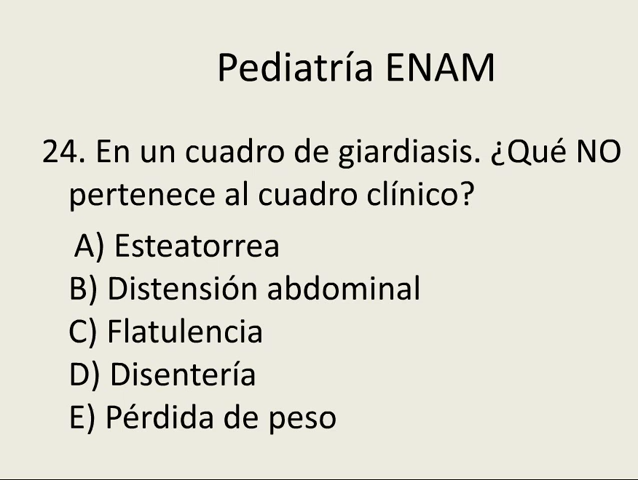 Pediatría ENAM
24. En un cuadro de giardiasis. ¿Qué NO
pertenece al cuadro clínico?
A) Esteatorrea
B) Distensión abdominal
C) Flatulencia
D) Disentería
E) Pérdida de peso